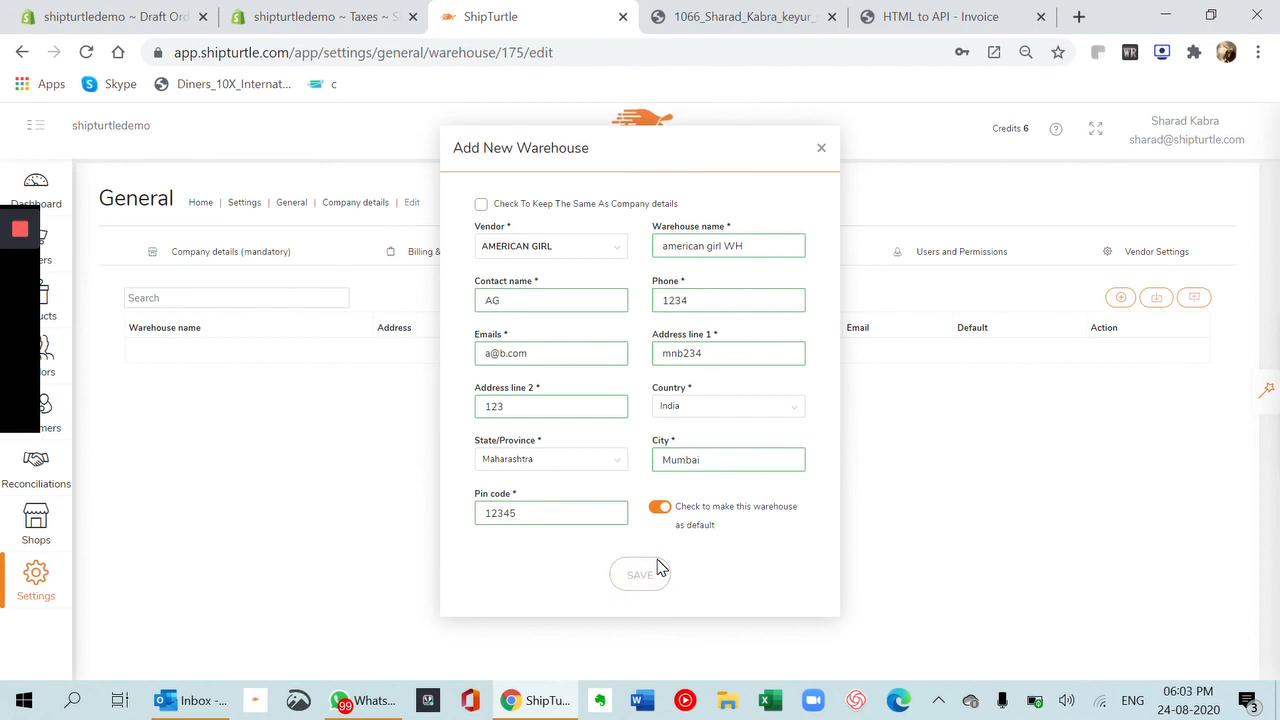 shipturtledemo ~ Draft O
shipturtledemo ~ Taxes ~ S
ShipTurtle
1066_Sharad_Kabra_keyur_
HTML to API - Invoice
app.shipturtle.com/app/settings/general/warehouse/175/edit
WR
Apps
Skype
Diners_10X_Internat...
c
shipturtledemo
Credits 6
Sharad Kabra
sharad@shipturtle.com
Add New Warehouse
Dashboard
General
Home | Settings | General | Company details | Edit
Check To Keep The Same As Company details
Vendor *
Warehouse name *
AMERICAN GIRL
american girl WH
Company details (mandatory)
Billing &
Users and Permissions
Vendor Settings
Contact name *
Phone *
AG
1234
Search
Warehouse name
Address
Email
Default
Action
Emails *
Address line 1 *
a@b.com
mnb234
Address line 2 *
Country *
123
India
State/Province *
City *
Maharashtra
Mumbai
Reconciliations
Pin code *
12345
Check to make this warehouse
as default
Shops
SAVE
Settings
Inbox -...
99
Whats...
ShipTu...
ENG
06:03 PM
24-08-2020
3